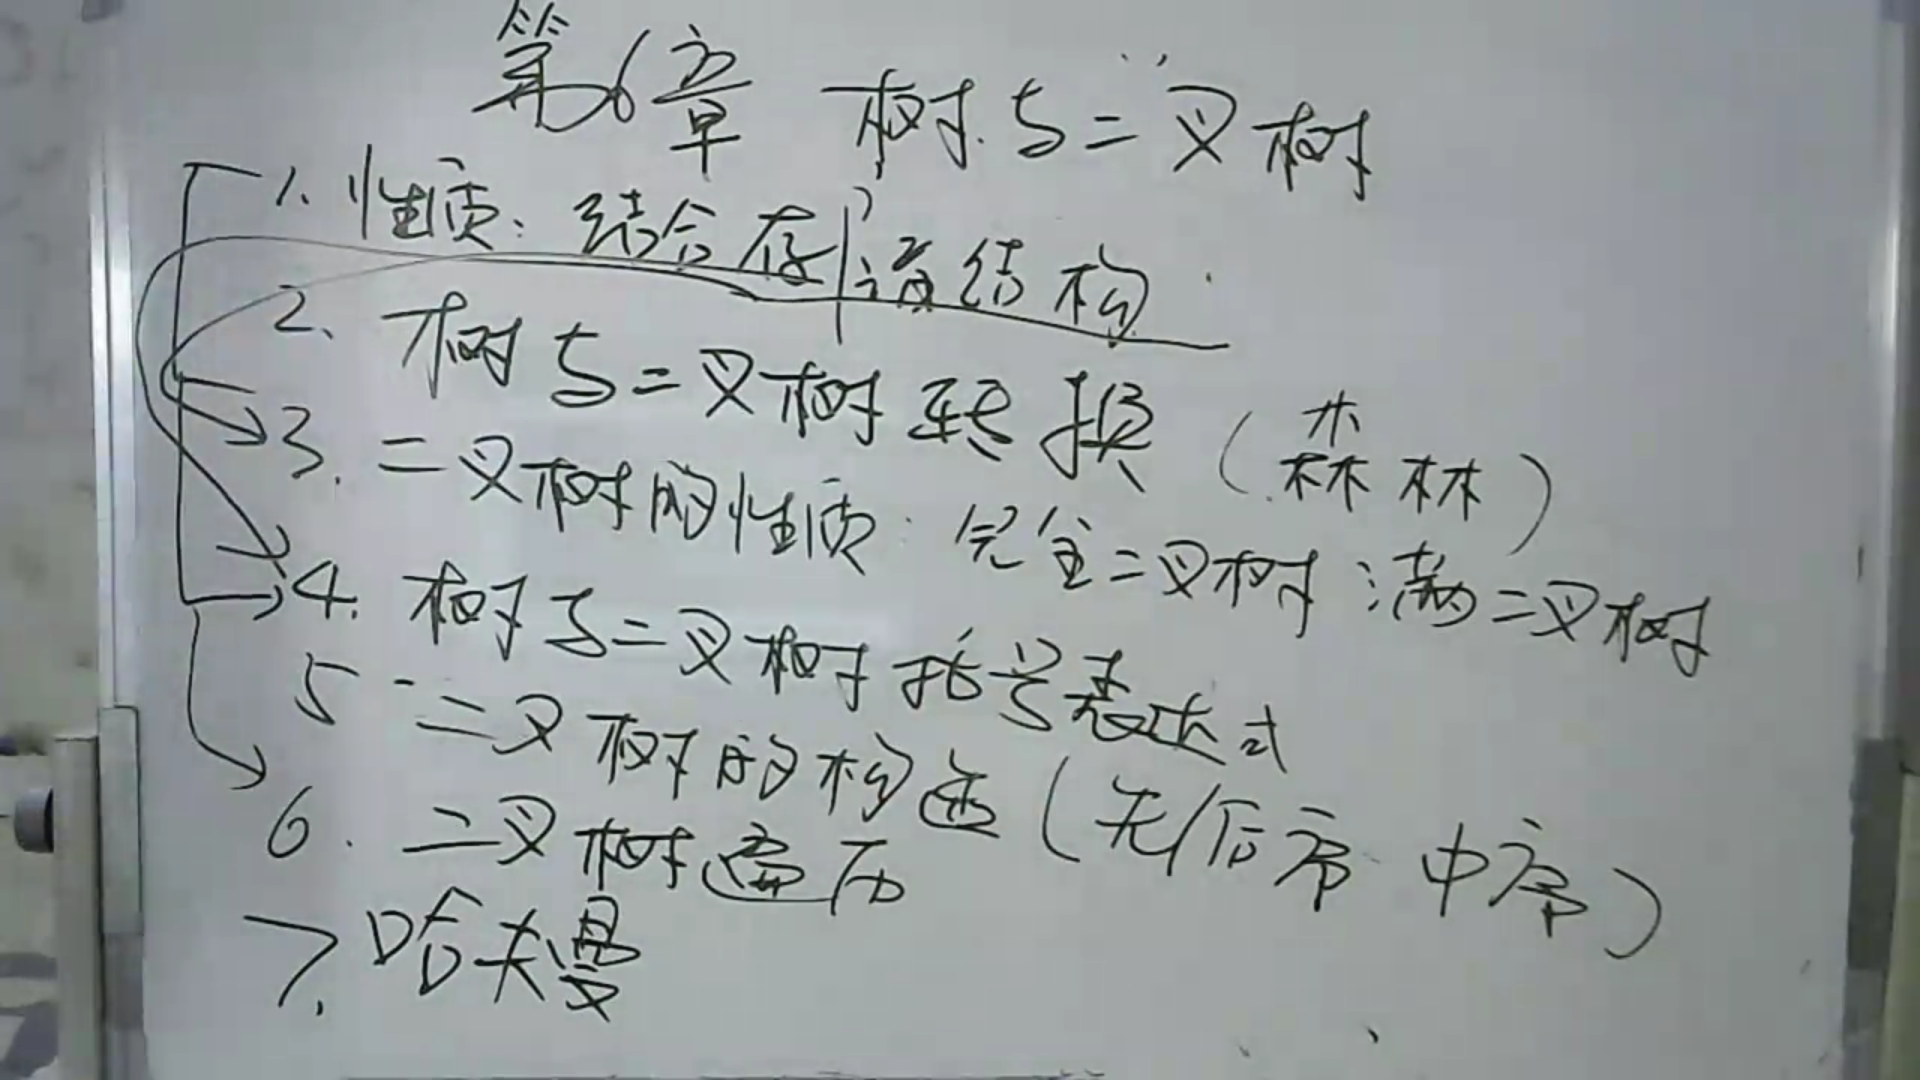 第6章 树与二叉树
1. 性质: 结合存储结构
2. 树与二叉树转换 (森林)
3. 二叉树的性质: 完全二叉树; 满二叉树
4. 树与二叉树括号表达式
5. 二叉树的构造 (先/后序 中序)
6. 二叉树遍历
7. 哈夫曼